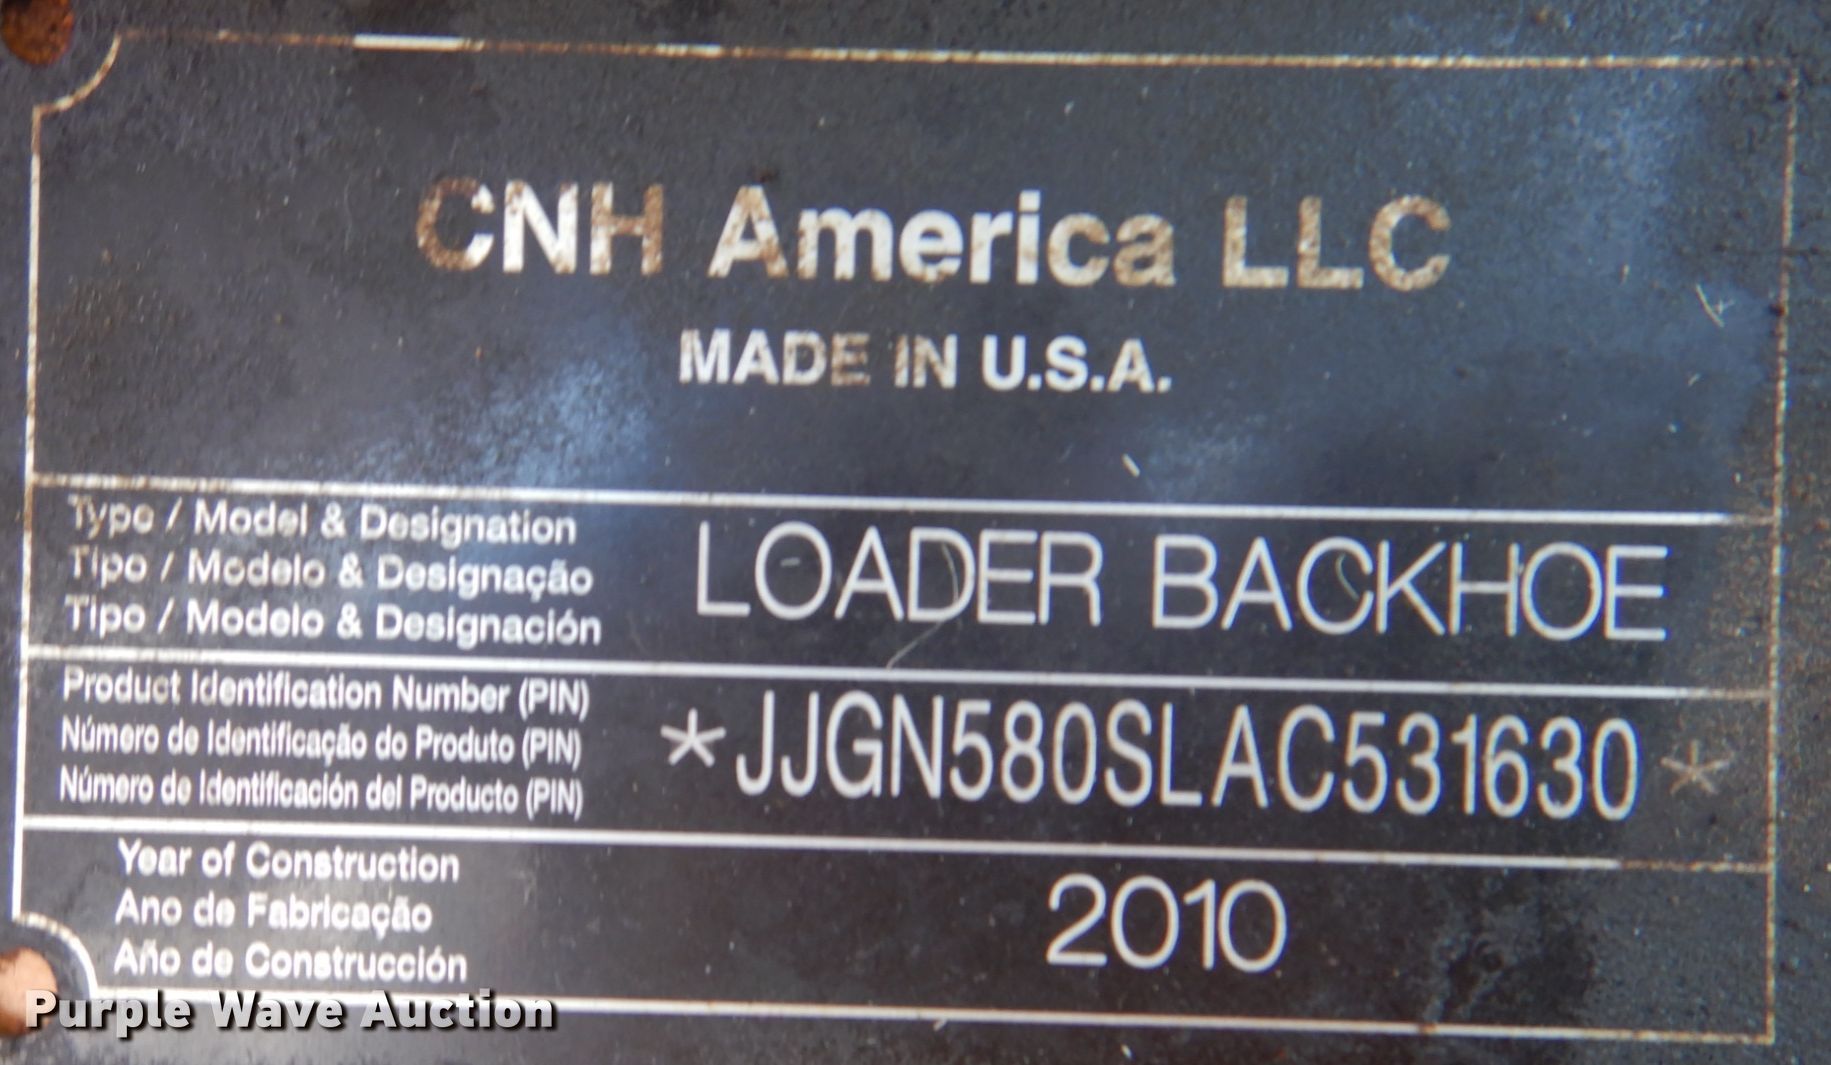 CNH America LLC
MADE IN U.S.A.
Type / Model & Designation
Tipo / Modelo & Designação
Tipo / Modelo & Designación
LOADER BACKHOE
Product Identification Number (PIN)
Número de Identificação do Produto (PIN)
Número de Identificación del Producto (PIN)
*JJGN580SLAC531630*
Year of Construction
Ano de Fabricação
Año de Construcción
2010
Purple Wave Auction